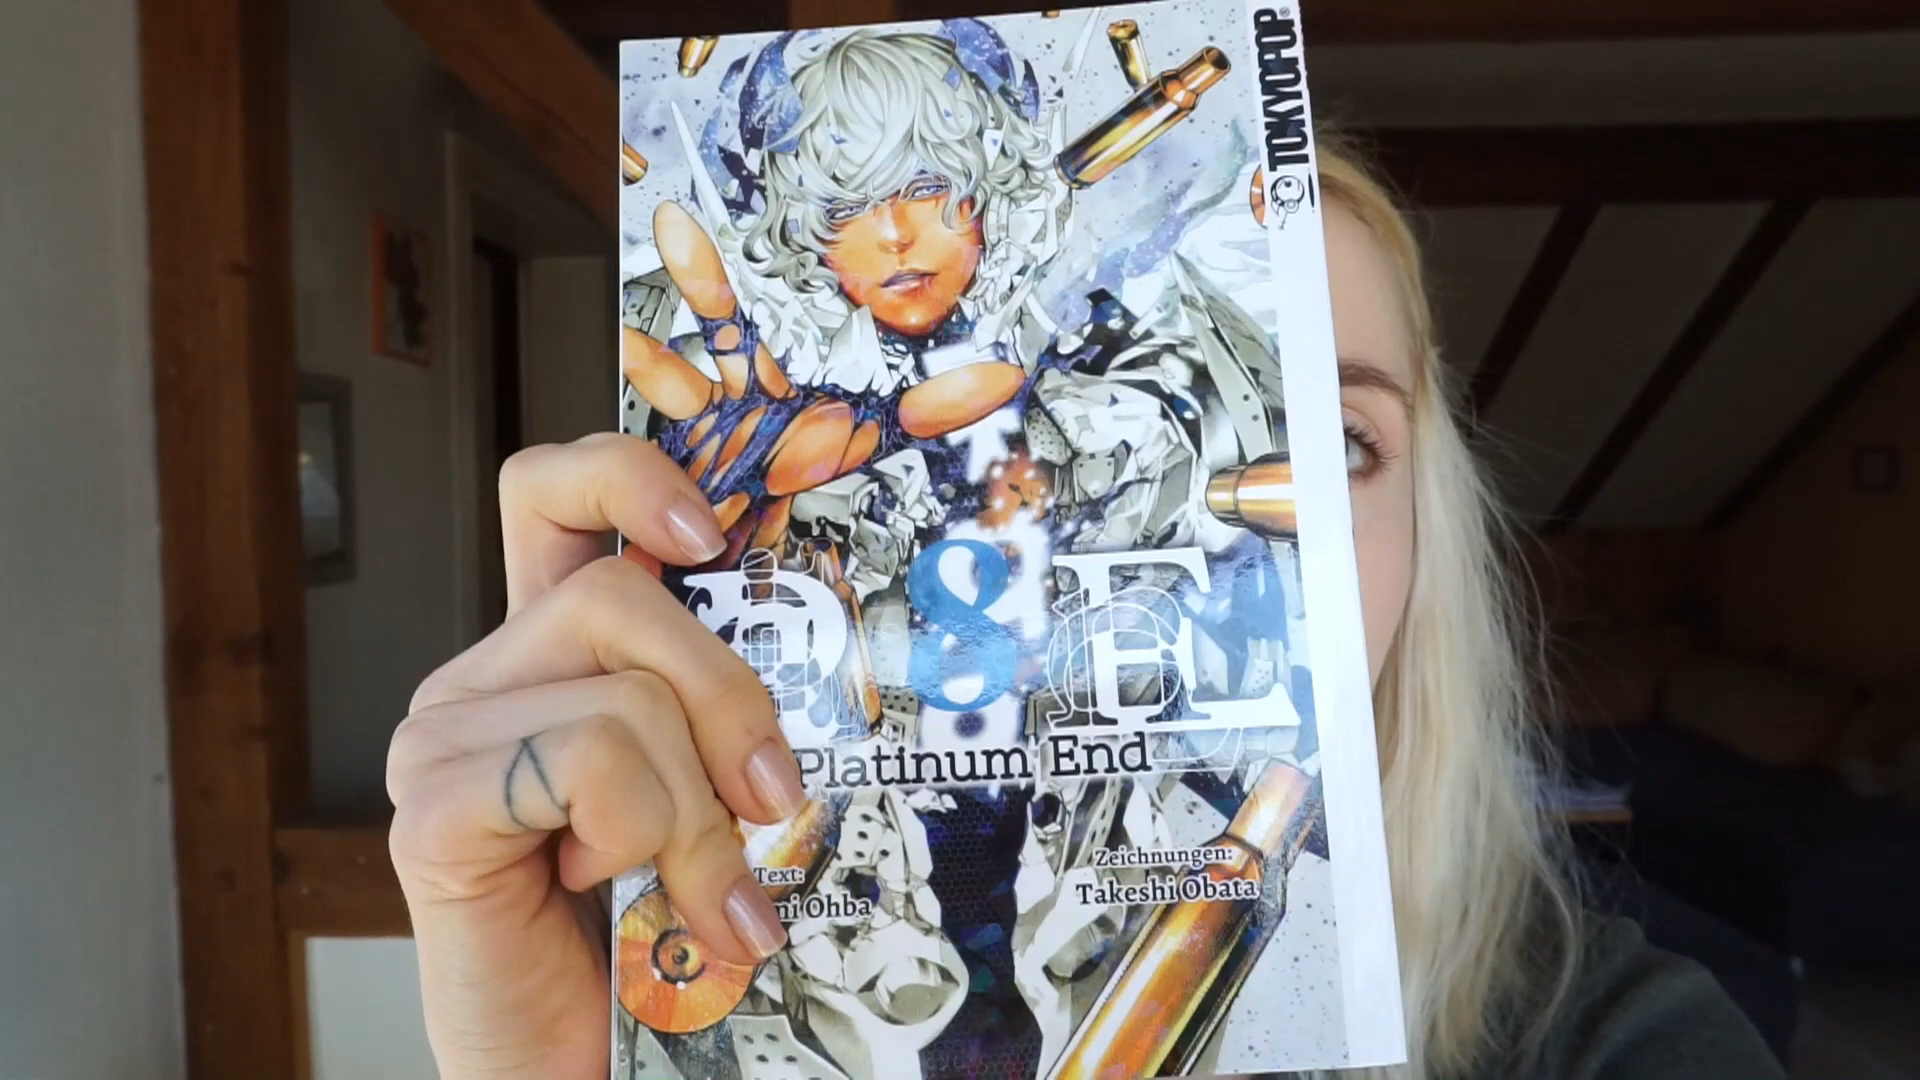 TOKYOPOP®
8 E
Platinum End
Text:
Ohba
Zeichnungen:
Takeshi Obata